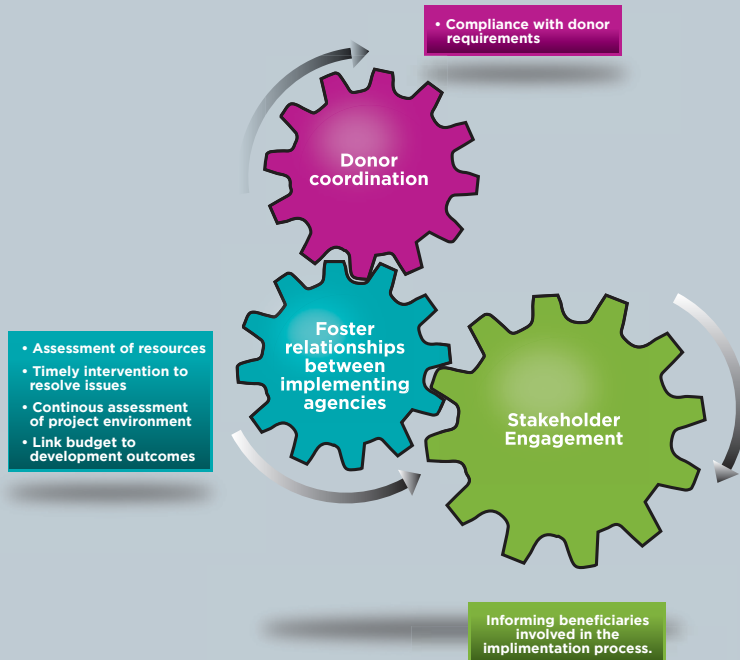 • Compliance with donor
requirements
Donor
coordination
Foster
relationships
between
implementing
agencies
• Assessment of resources
• Timely intervention to
resolve issues
• Continous assessment
of project environment
• Link budget to
development outcomes
Stakeholder
Engagement
Informing beneficiaries
involved in the
implimentation process.